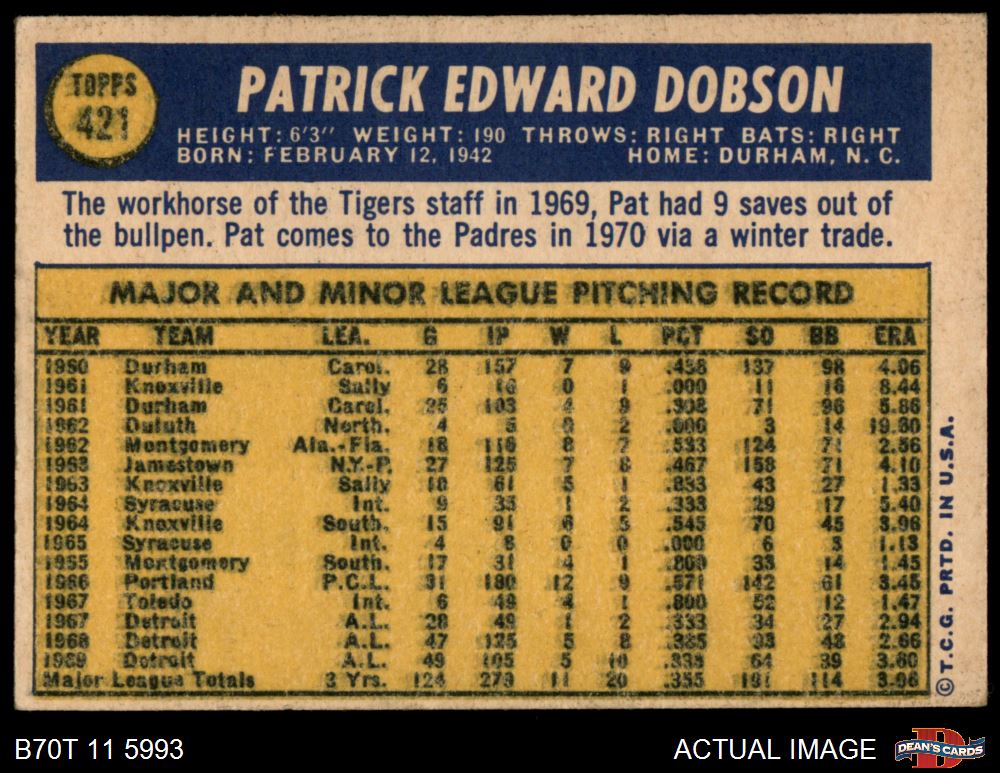 TOPPS
421
PATRICK EDWARD DOBSON
HEIGHT: 6'3" WEIGHT: 190 THROWS: RIGHT BATS: RIGHT
BORN: FEBRUARY 12, 1942 HOME: DURHAM, N. C.
The workhorse of the Tigers staff in 1969, Pat had 9 saves out of
the bullpen. Pat comes to the Padres in 1970 via a winter trade.
MAJOR AND MINOR LEAGUE PITCHING RECORD
YEAR TEAM LEA. G IP W L PCT SO BB ERA
1960 Durham Carol. 28 157 7 9 .438 137 98 4.06
1961 Knoxville Sally 6 16 0 1 .000 11 16 8.44
1961 Durham Carol. 25 103 4 9 .308 71 96 5.86
1962 Duluth North. 4 5 0 2 .000 3 14 19.80
1962 Montgomery Ala.-Fla. 18 116 8 7 .533 124 71 2.56
1963 Jamestown N.Y.-P. 27 125 7 8 .467 158 71 4.10
1963 Knoxville Sally 10 61 5 1 .833 43 27 1.33
1964 Syracuse Int. 9 35 1 2 .333 29 17 5.40
1964 Knoxville South. 15 91 6 5 .545 70 45 3.96
1965 Syracuse Int. 4 8 0 0 .000 6 3 1.13
Montgomery South. 17 31 4 1 .800 33 14 1.45
1966 Portland P.C.L. 31 180 12 9 .571 142 61 3.45
1967 Toledo Int. 6 49 4 1 .800 52 12 1.47
1967 Detroit A.L. 28 49 1 2 .333 34 27 2.94
1968 Detroit A.L. 47 125 5 8 .385 93 48 2.66
1969 Detroit A.L. 49 105 5 10 .333 64 39 3.60
Major League Totals 3 Yrs. 124 279 11 20 .355 191 114 3.06
© T.C.G. PRTD. IN U.S.A.
B70T 11 5993 ACTUAL IMAGE
D
DEAN'S CARDS